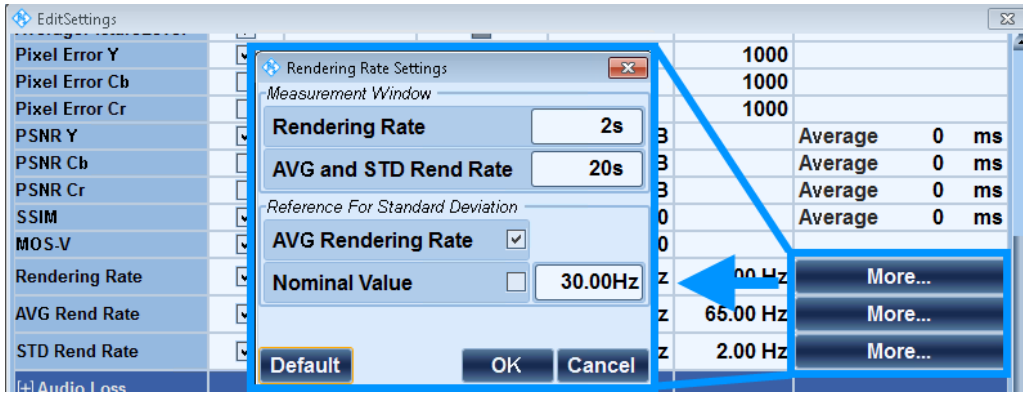 EditSettings
Pixel Error Y 1000
Pixel Error Cb 1000
Pixel Error Cr 1000
PSNR Y B Average 0 ms
PSNR Cb B Average 0 ms
PSNR Cr B Average 0 ms
SSIM 0 Average 0 ms
MOS-V 0
Rendering Rate z 00 Hz More...
AVG Rend Rate z 65.00 Hz More...
STD Rend Rate z 2.00 Hz More...
[+] Audio Loss
Rendering Rate Settings
Measurement Window
Rendering Rate 2s
AVG and STD Rend Rate 20s
Reference For Standard Deviation
AVG Rendering Rate
Nominal Value 30.00Hz
Default OK Cancel